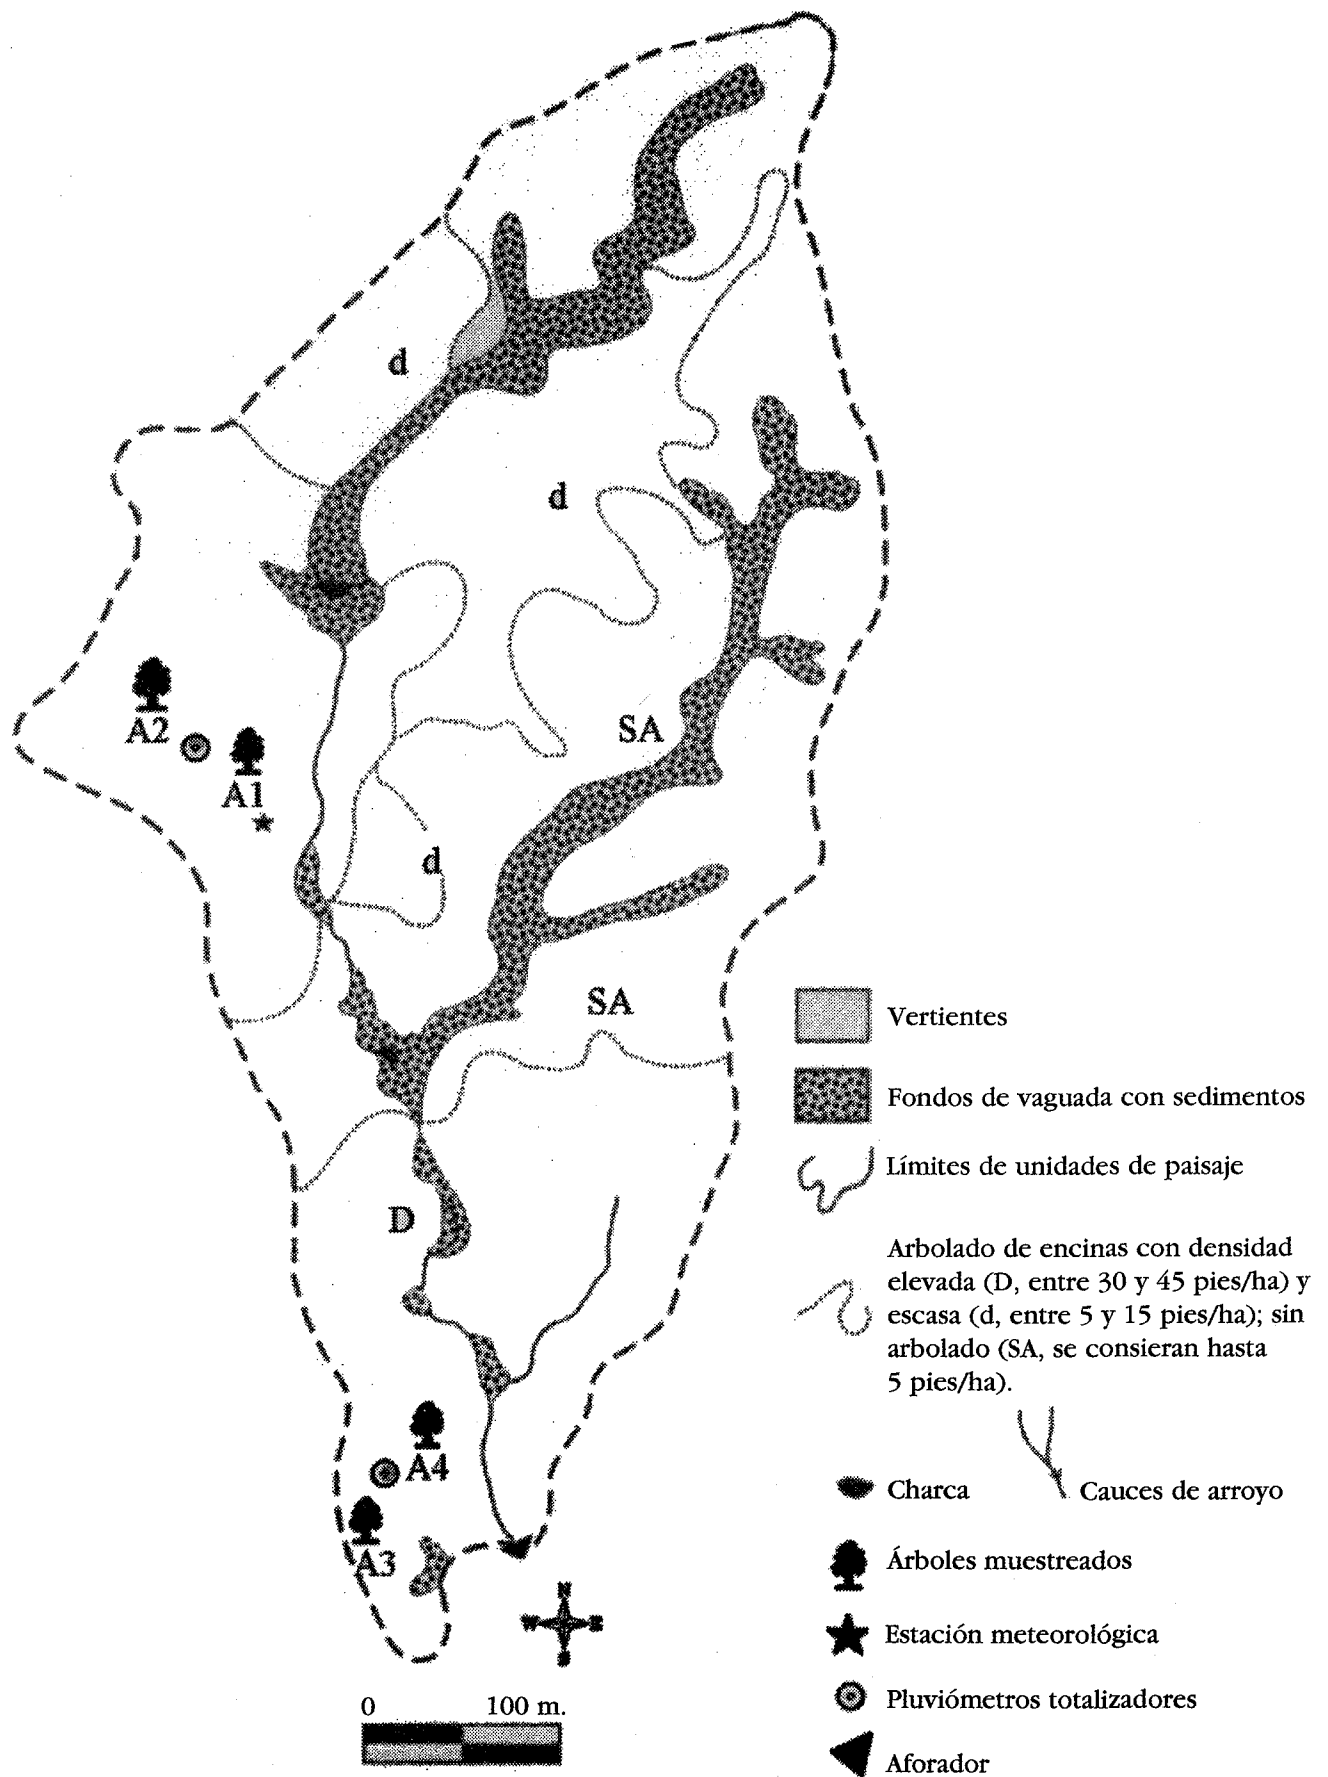 d
d
A2
SA
A1
d
SA
Vertientes
Fondos de vaguada con sedimentos
Límites de unidades de paisaje
D
Arbolado de encinas con densidad
elevada (D, entre 30 y 45 pies/ha) y
escasa (d, entre 5 y 15 pies/ha); sin
arbolado (SA, se consieran hasta
5 pies/ha).
A4
Charca
Cauces de arroyo
A3
Árboles muestreados
N
W E
S
Estación meteorológica
0 100 m.
Pluviómetros totalizadores
Aforador